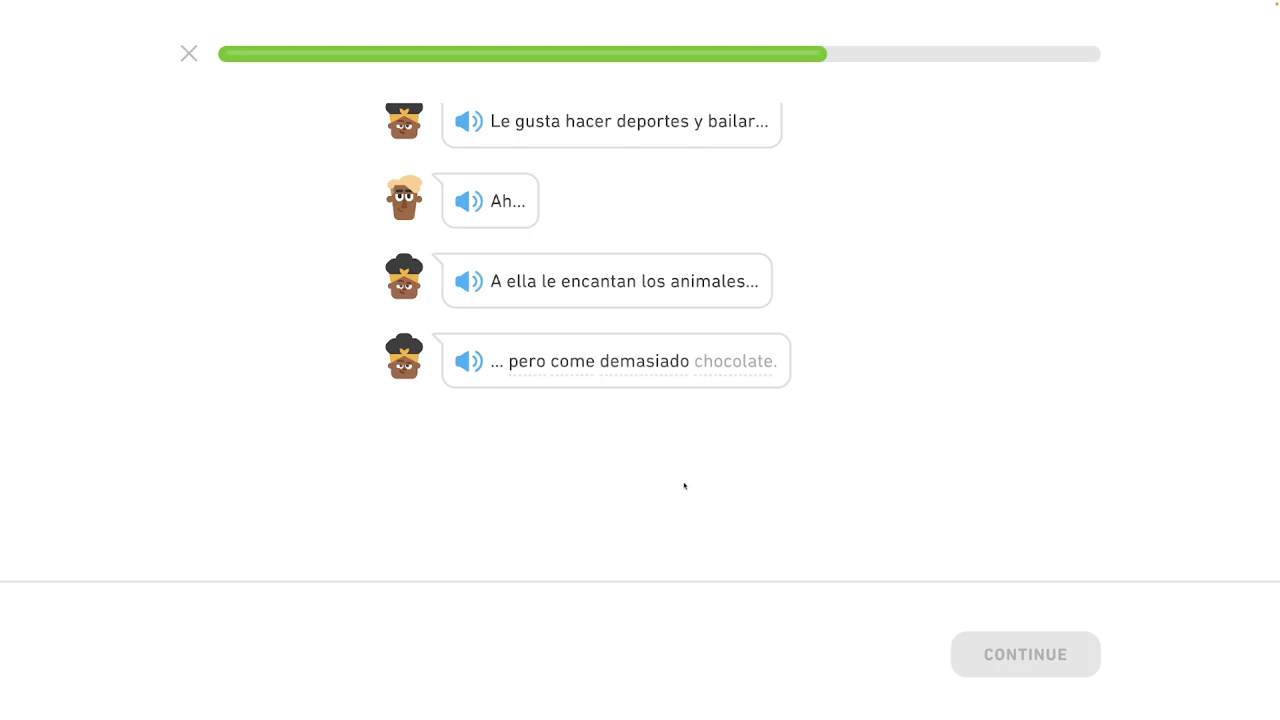 Le gusta hacer deportes y bailar...
Ah...
A ella le encantan los animales...
... pero come demasiado chocolate.
CONTINUE